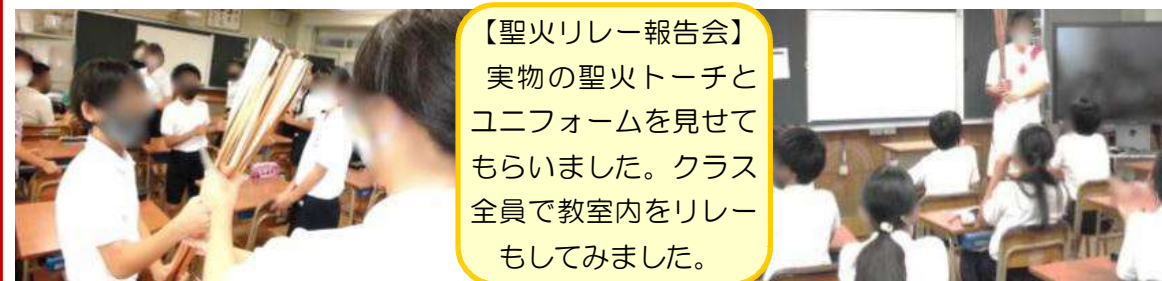 【聖火リレー報告会】
実物の聖火トーチと
ユニフォームを見せて
もらいました。クラス
全員で教室内をリレー
もしてみました。